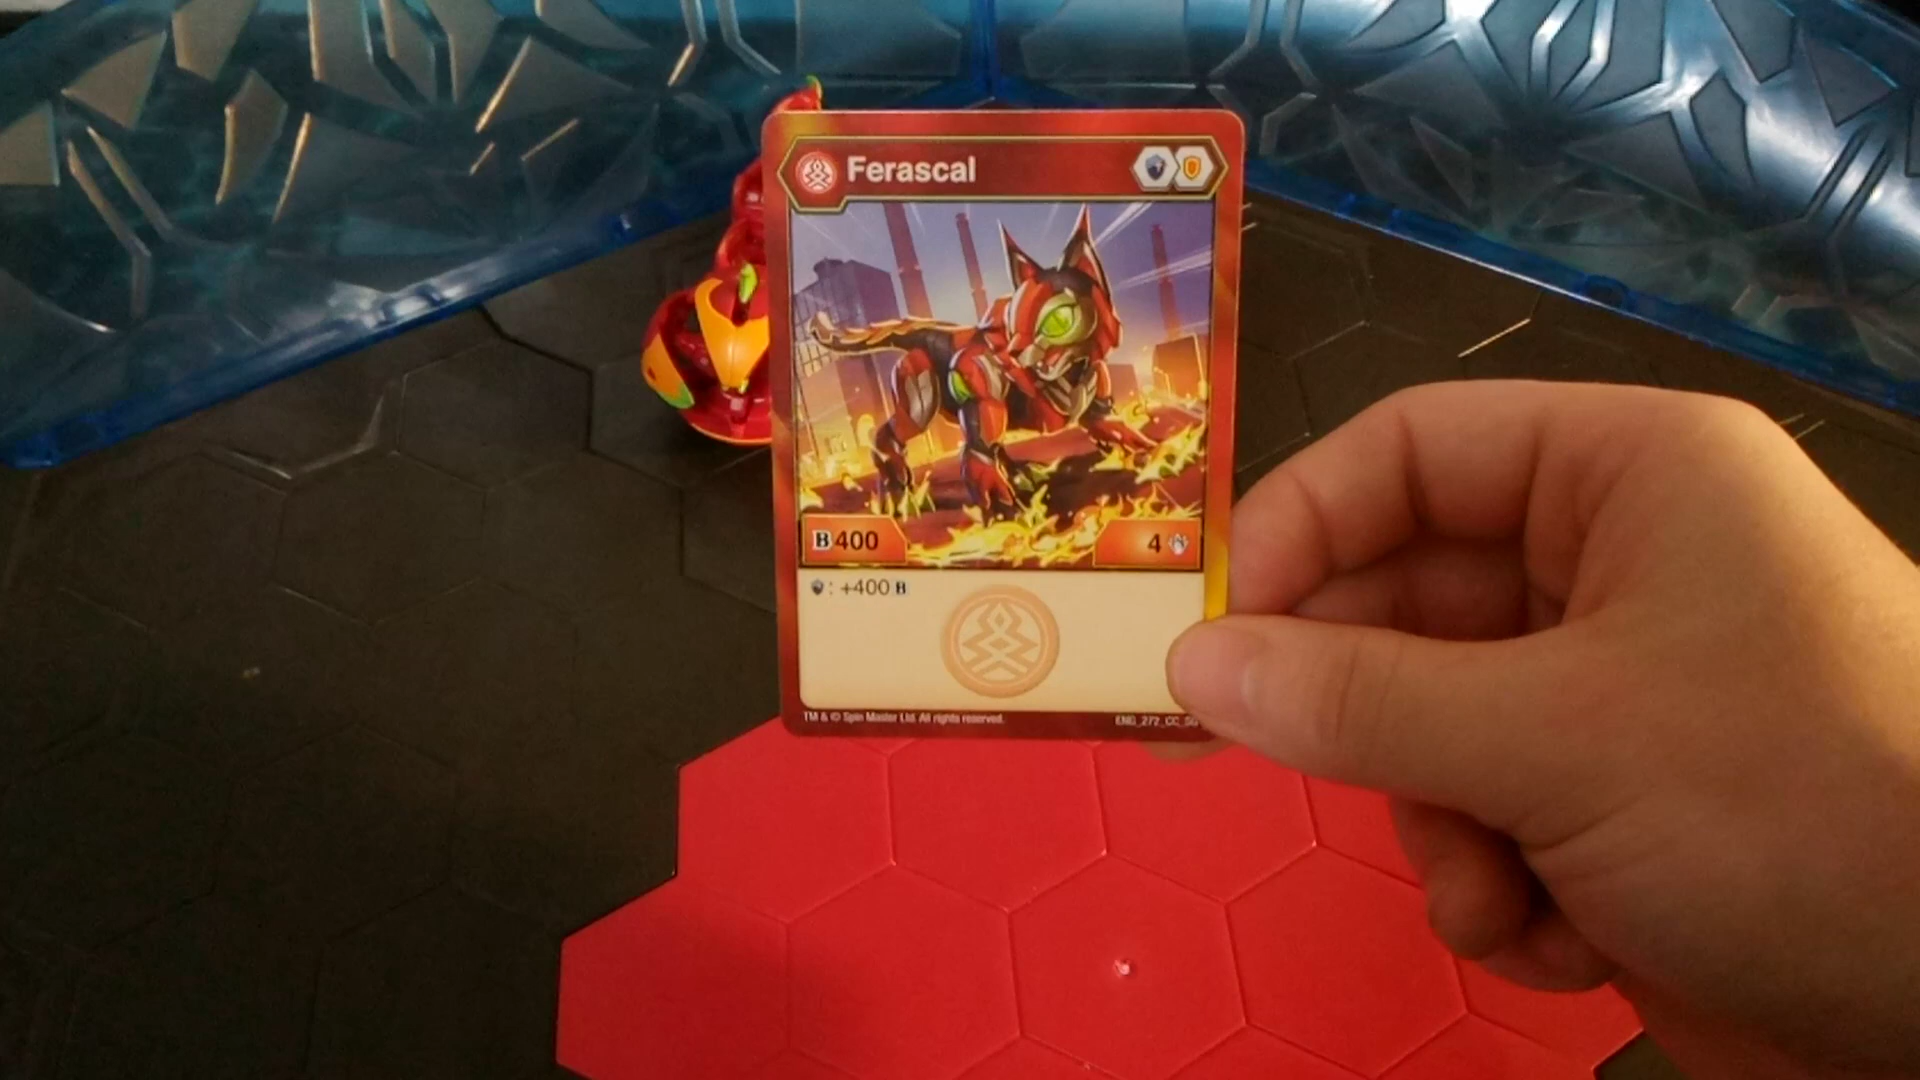 Ferascal
B 400
4
: +400 B
TM & © Spin Master Ltd. All rights reserved.
ENG_272_CC_SG